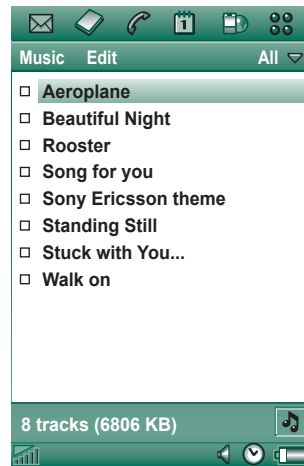 1
Music Edit All
Aeroplane
Beautiful Night
Rooster
Song for you
Sony Ericsson theme
Standing Still
Stuck with You...
Walk on
8 tracks (6806 KB)